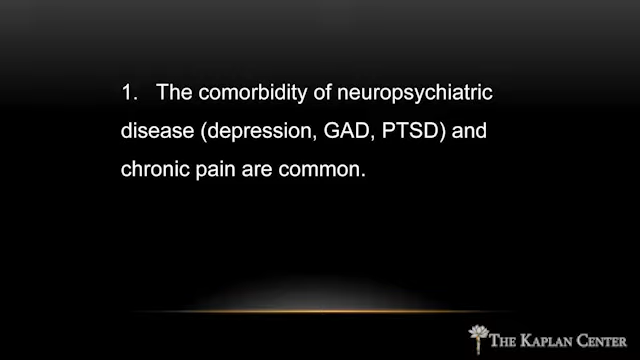 1. The comorbidity of neuropsychiatric
disease (depression, GAD, PTSD) and
chronic pain are common.
THE KAPLAN CENTER